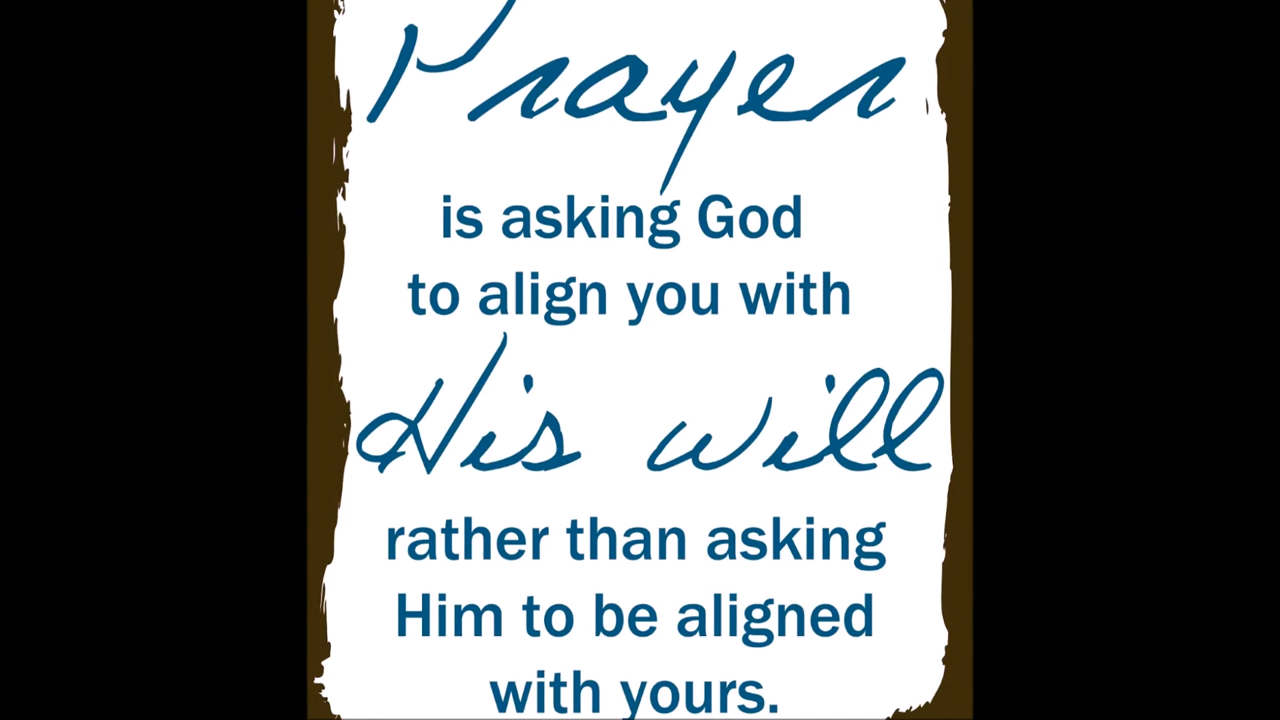 Prayer
is asking God
to align you with
His will
rather than asking
Him to be aligned
with yours.